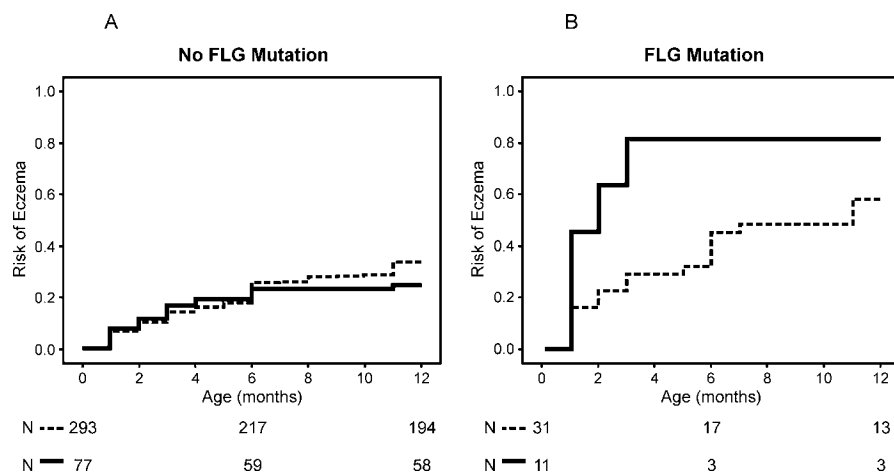 A B
No FLG Mutation FLG Mutation
1.0 1.0
0.8 0.8
0.6 0.6
0.4 0.4
0.2 0.2
0.0 0.0
Risk of Eczema Risk of Eczema
0 2 4 6 8 10 12 0 2 4 6 8 10 12
Age (months) Age (months)
N 293 217 194 N 31 17 13
N 77 59 58 N 11 3 3